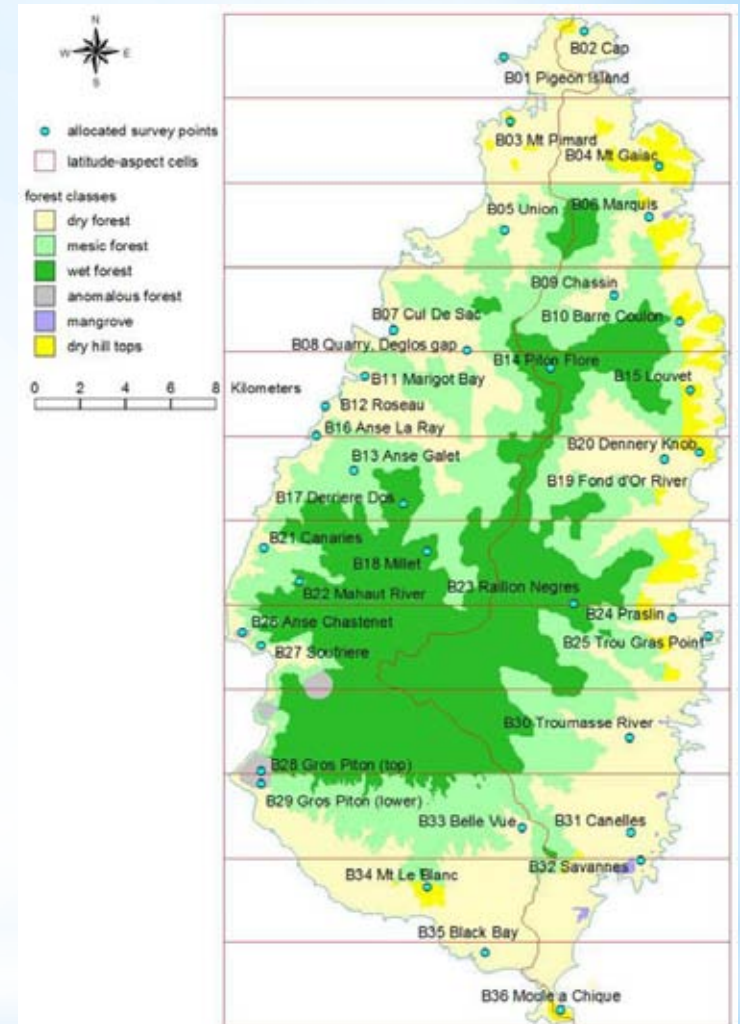 N
W E
S
allocated survey points
latitude-aspect cells
forest classes
dry forest
mesic forest
wet forest
anomalous forest
mangrove
dry hill tops
0 2 4 6 8 Kilometers
B02 Cap
B01 Pigeon Island
B03 Mt Pimard
B04 Mt Gaiac
B05 Union
B06 Marquis
B09 Chassin
B07 Cul De Sac
B10 Barre Coulon
B08 Quarry, Deglos gap
B14 Piton Flore
B11 Marigot Bay
B15 Louvet
B12 Roseau
B16 Anse La Ray
B20 Dennery Knob
B13 Anse Galet
B19 Fond d'Or River
B17 Derriere Dos
B21 Canaries
B18 Millet
B23 Raillon Negres
B22 Mahaut River
B24 Praslin
B26 Anse Chastenet
B25 Trou Gras Point
B27 Soufriere
B30 Troumasse River
B28 Gros Piton (top)
B29 Gros Piton (lower)
B33 Belle Vue
B31 Canelles
B32 Savannes
B34 Mt Le Blanc
B35 Black Bay
B36 Moule a Chique